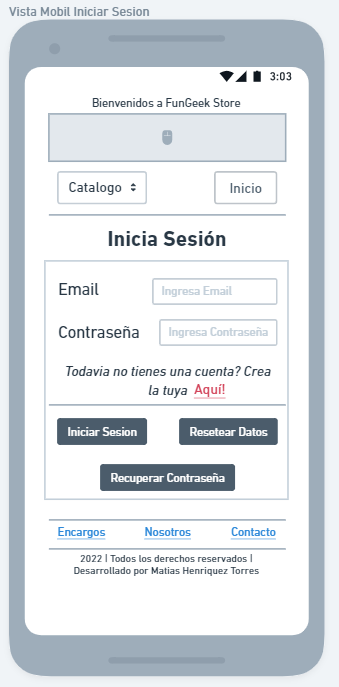 Vista Mobil Iniciar Sesion
3:03
Bienvenidos a FunGeek Store
Catalogo
Inicio
Inicia Sesión
Email
Ingresa Email
Contraseña
Ingresa Contraseña
Todavia no tienes una cuenta? Crea
la tuya Aquí!
Iniciar Sesion
Resetear Datos
Recuperar Contraseña
Encargos
Nosotros
Contacto
2022 | Todos los derechos reservados |
Desarrollado por Matias Henriquez Torres